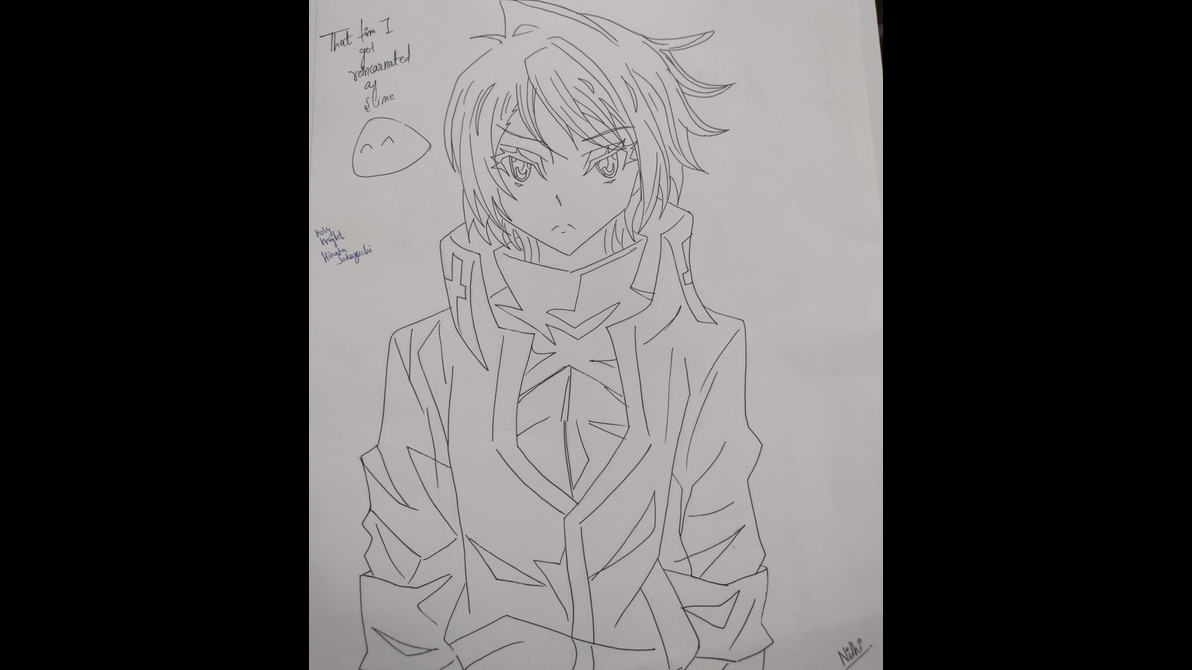 That time I
got
reincarnated
as
slime
Holy
knight
Hinata
Sakaguchi
Nidhi